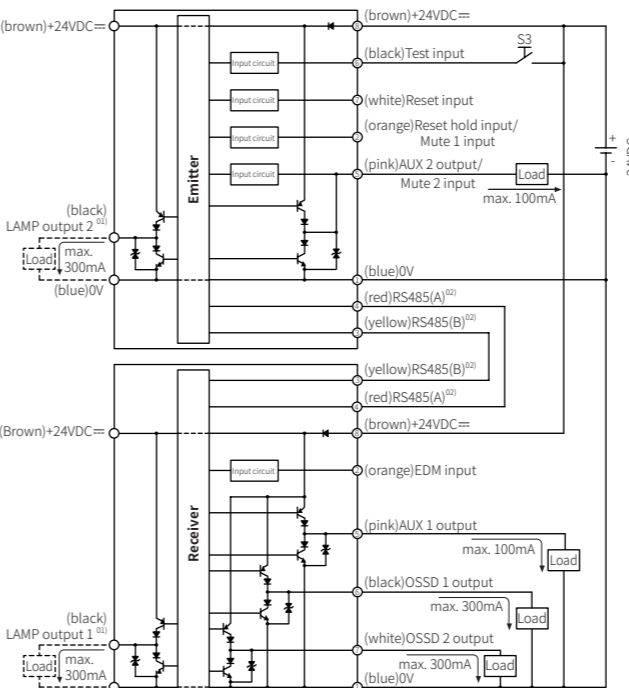 (brown)+24VDC⎓
(brown)+24VDC⎓
S3
Input circuit
(black)Test input
Input circuit
(white)Reset input
Input circuit
(orange)Reset hold input/
Mute 1 input
+
-
Input circuit
(pink)AUX 2 output/
Mute 2 input
Load
max. 100mA
Emitter
(black)
LAMP output 2 01)
Load
max.
300mA
(blue)0V
(blue)0V
(red)RS485(A)02)
(yellow)RS485(B)02)
(yellow)RS485(B)02)
(red)RS485(A)02)
(Brown)+24VDC⎓
(brown)+24VDC⎓
Input circuit
(orange)EDM input
Receiver
(pink)AUX 1 output
max. 100mA
Load
(black)OSSD 1 output
max. 300mA
Load
(black)
LAMP output 1 01)
Load
max.
300mA
(white)OSSD 2 output
max. 300mA
Load
(blue)0V